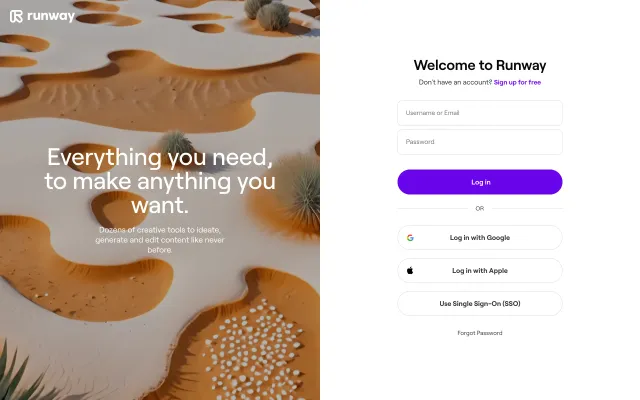 runway
Everything you need,
to make anything you
want.
Dozens of creative tools to ideate,
generate and edit content like never
before.
Welcome to Runway
Don't have an account? Sign up for free
Username or Email
Password
Log in
OR
Log in with Google
Log in with Apple
Use Single Sign-On (SSO)
Forgot Password